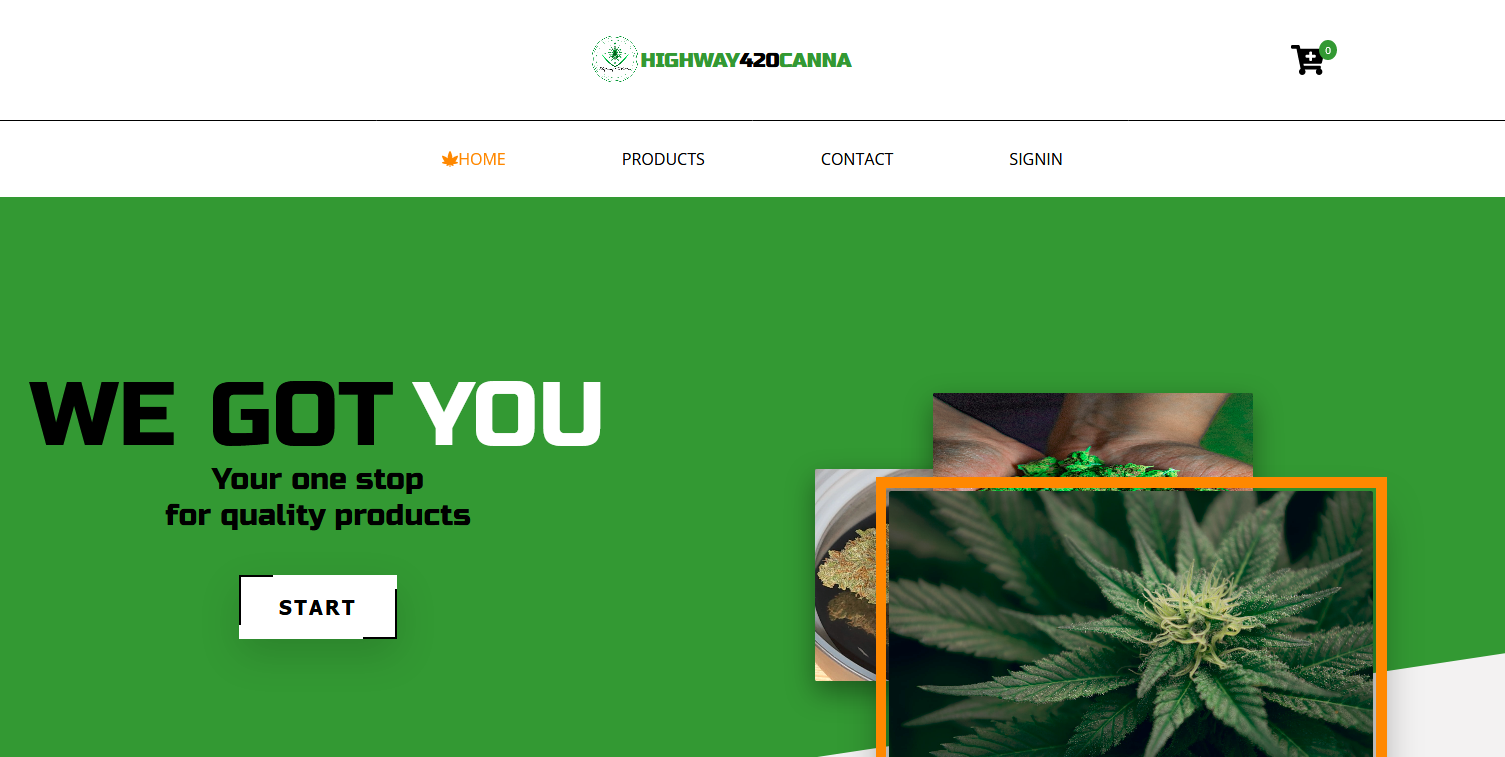 HIGHWAY420CANNA
0
HOME PRODUCTS CONTACT SIGNIN
WE GOT YOU
Your one stop
for quality products
START